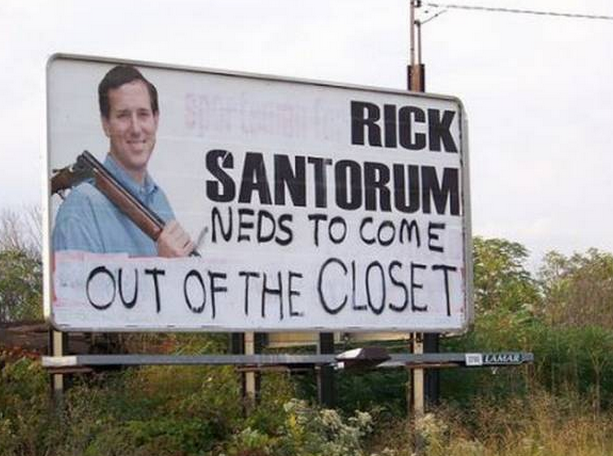 RICK
SANTORUM
NEDS TO COME
OUT OF THE CLOSET
LAMAR